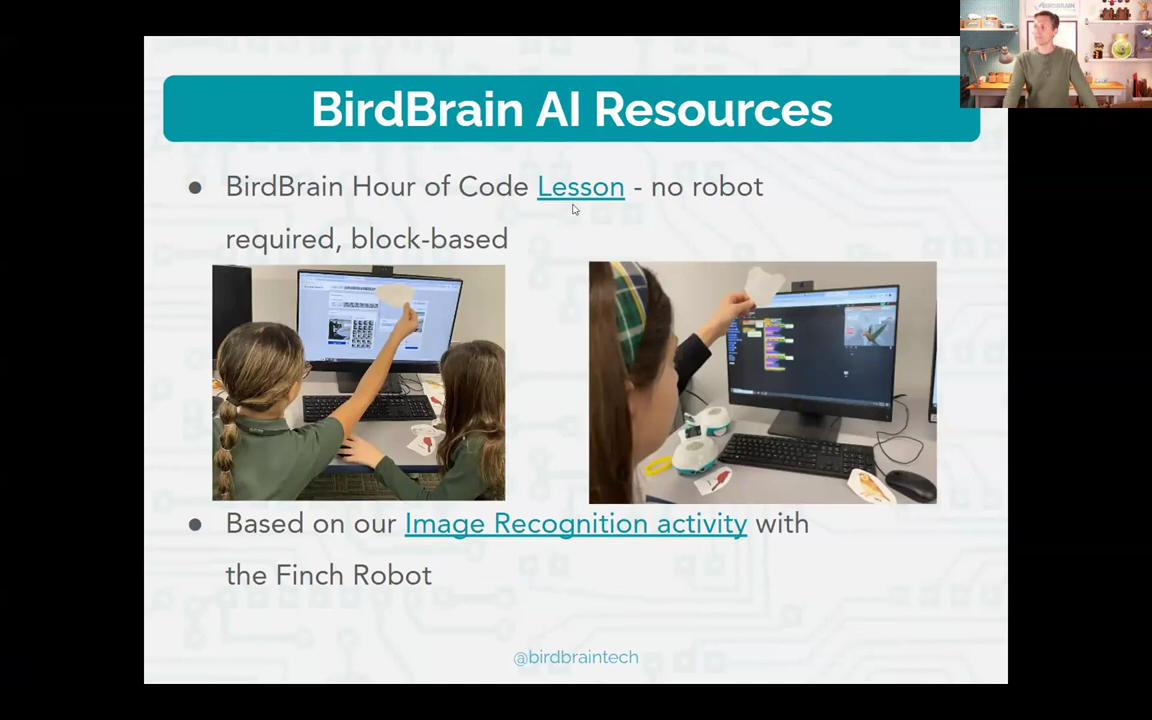 BirdBrain AI Resources
● BirdBrain Hour of Code Lesson - no robot
required, block-based
● Based on our Image Recognition activity with
the Finch Robot
@birdbraintech